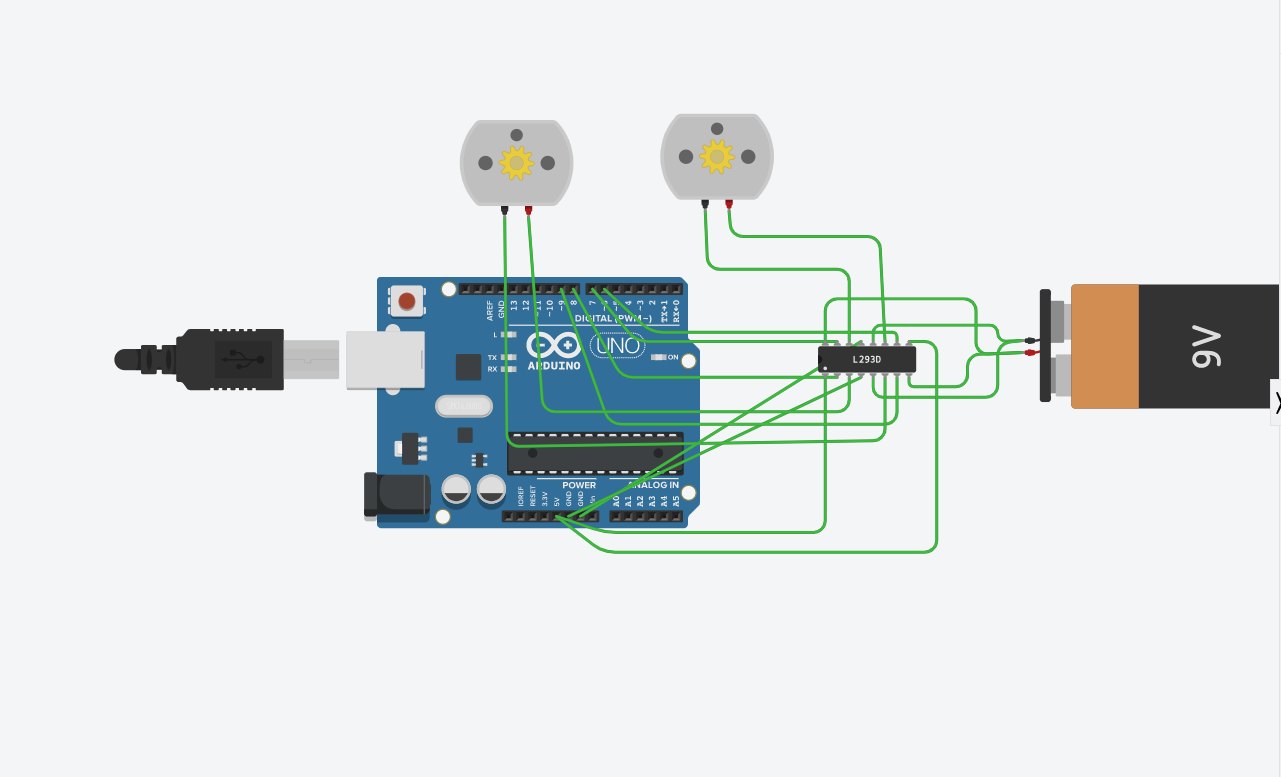 AREF
GND
13
12
~11
~10
~9
8
7
~6
~5
4
~3
2
TX→1
RX←0
DIGITAL (PWM~)
L
TX
RX
UNO
ON
ARDUINO
L293D
9V
POWER
ANALOG IN
IOREF
RESET
3.3V
5V
GND
GND
Vin
A0
A1
A2
A3
A4
A5